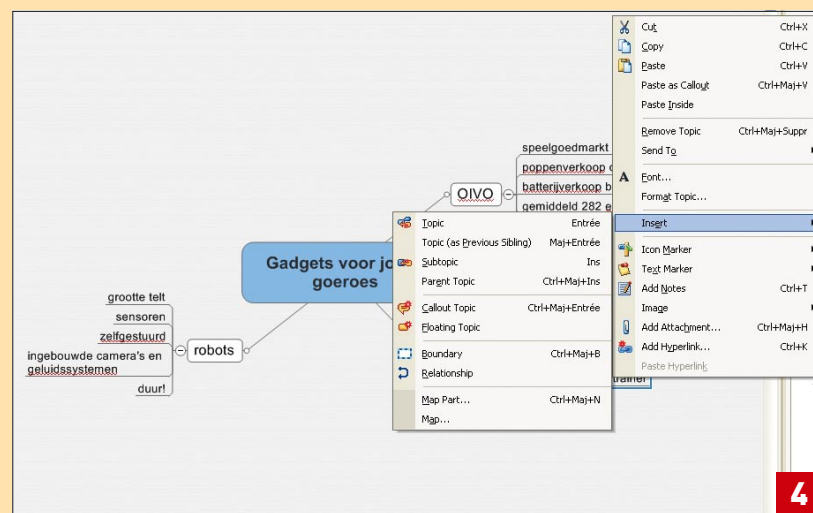 speelgoedmarkt
poppenverkoop
OIVO
batterijverkoop
gemiddeld 282
Gadgets voor
goeroes
grootte telt
sensoren
zelfgestuurd
ingebouwde camera's en
geluidssystemen
duur!
robots
trainer
Cut Ctrl+X
Copy Ctrl+C
Paste Ctrl+V
Paste as Callout Ctrl+Maj+V
Paste Inside
Remove Topic Ctrl+Maj+Suppr
Send To
Font...
Format Topic...
Insert
Icon Marker
Text Marker
Add Notes Ctrl+T
Image
Add Attachment... Ctrl+Maj+H
Add Hyperlink... Ctrl+K
Paste Hyperlink
Topic Entrée
Topic (as Previous Sibling) Maj+Entrée
Subtopic Ins
Parent Topic Ctrl+Maj+Ins
Callout Topic Ctrl+Maj+Entrée
Floating Topic
Boundary Ctrl+Maj+B
Relationship
Map Part... Ctrl+Maj+N
Map...
4